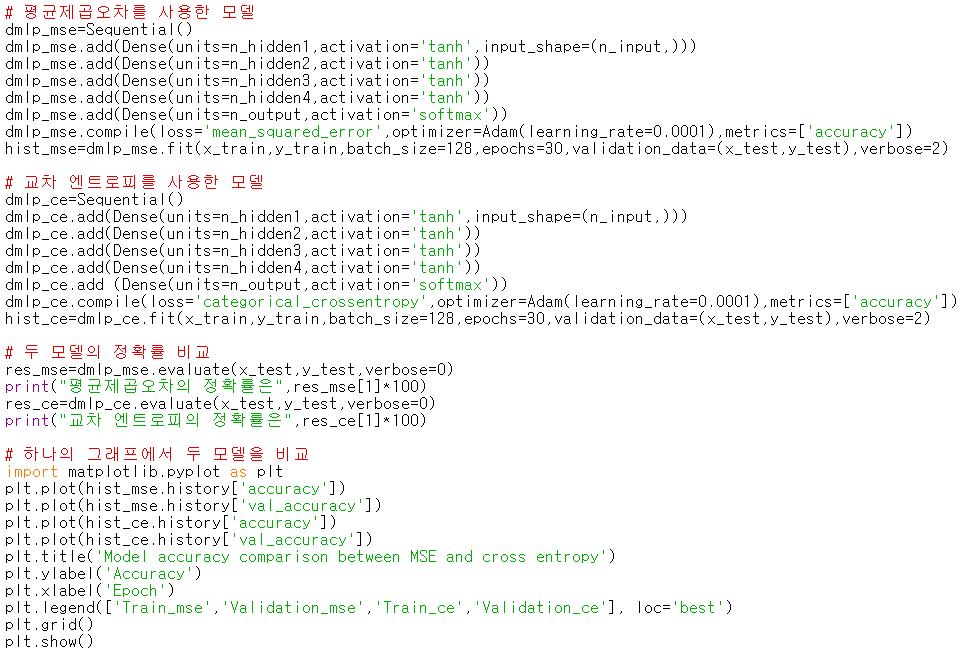 # 평균제곱오차를 사용한 모델
dmlp_mse=Sequential()
dmlp_mse.add(Dense(units=n_hidden1,activation='tanh',input_shape=(n_input,)))
dmlp_mse.add(Dense(units=n_hidden2,activation='tanh'))
dmlp_mse.add(Dense(units=n_hidden3,activation='tanh'))
dmlp_mse.add(Dense(units=n_hidden4,activation='tanh'))
dmlp_mse.add(Dense(units=n_output,activation='softmax'))
dmlp_mse.compile(loss='mean_squared_error',optimizer=Adam(learning_rate=0.0001),metrics=['accuracy'])
hist_mse=dmlp_mse.fit(x_train,y_train,batch_size=128,epochs=30,validation_data=(x_test,y_test),verbose=2)
# 교차 엔트로피를 사용한 모델
dmlp_ce=Sequential()
dmlp_ce.add(Dense(units=n_hidden1,activation='tanh',input_shape=(n_input,)))
dmlp_ce.add(Dense(units=n_hidden2,activation='tanh'))
dmlp_ce.add(Dense(units=n_hidden3,activation='tanh'))
dmlp_ce.add(Dense(units=n_hidden4,activation='tanh'))
dmlp_ce.add (Dense(units=n_output,activation='softmax'))
dmlp_ce.compile(loss='categorical_crossentropy',optimizer=Adam(learning_rate=0.0001),metrics=['accuracy'])
hist_ce=dmlp_ce.fit(x_train,y_train,batch_size=128,epochs=30,validation_data=(x_test,y_test),verbose=2)
# 두 모델의 정확률 비교
res_mse=dmlp_mse.evaluate(x_test,y_test,verbose=0)
print("평균제곱오차의 정확률은",res_mse[1]*100)
res_ce=dmlp_ce.evaluate(x_test,y_test,verbose=0)
print("교차 엔트로피의 정확률은",res_ce[1]*100)
# 하나의 그래프에서 두 모델을 비교
import matplotlib.pyplot as plt
plt.plot(hist_mse.history['accuracy'])
plt.plot(hist_mse.history['val_accuracy'])
plt.plot(hist_ce.history['accuracy'])
plt.plot(hist_ce.history['val_accuracy'])
plt.title('Model accuracy comparison between MSE and cross entropy')
plt.ylabel('Accuracy')
plt.xlabel('Epoch')
plt.legend(['Train_mse','Validation_mse','Train_ce','Validation_ce'], loc='best')
plt.grid()
plt.show()